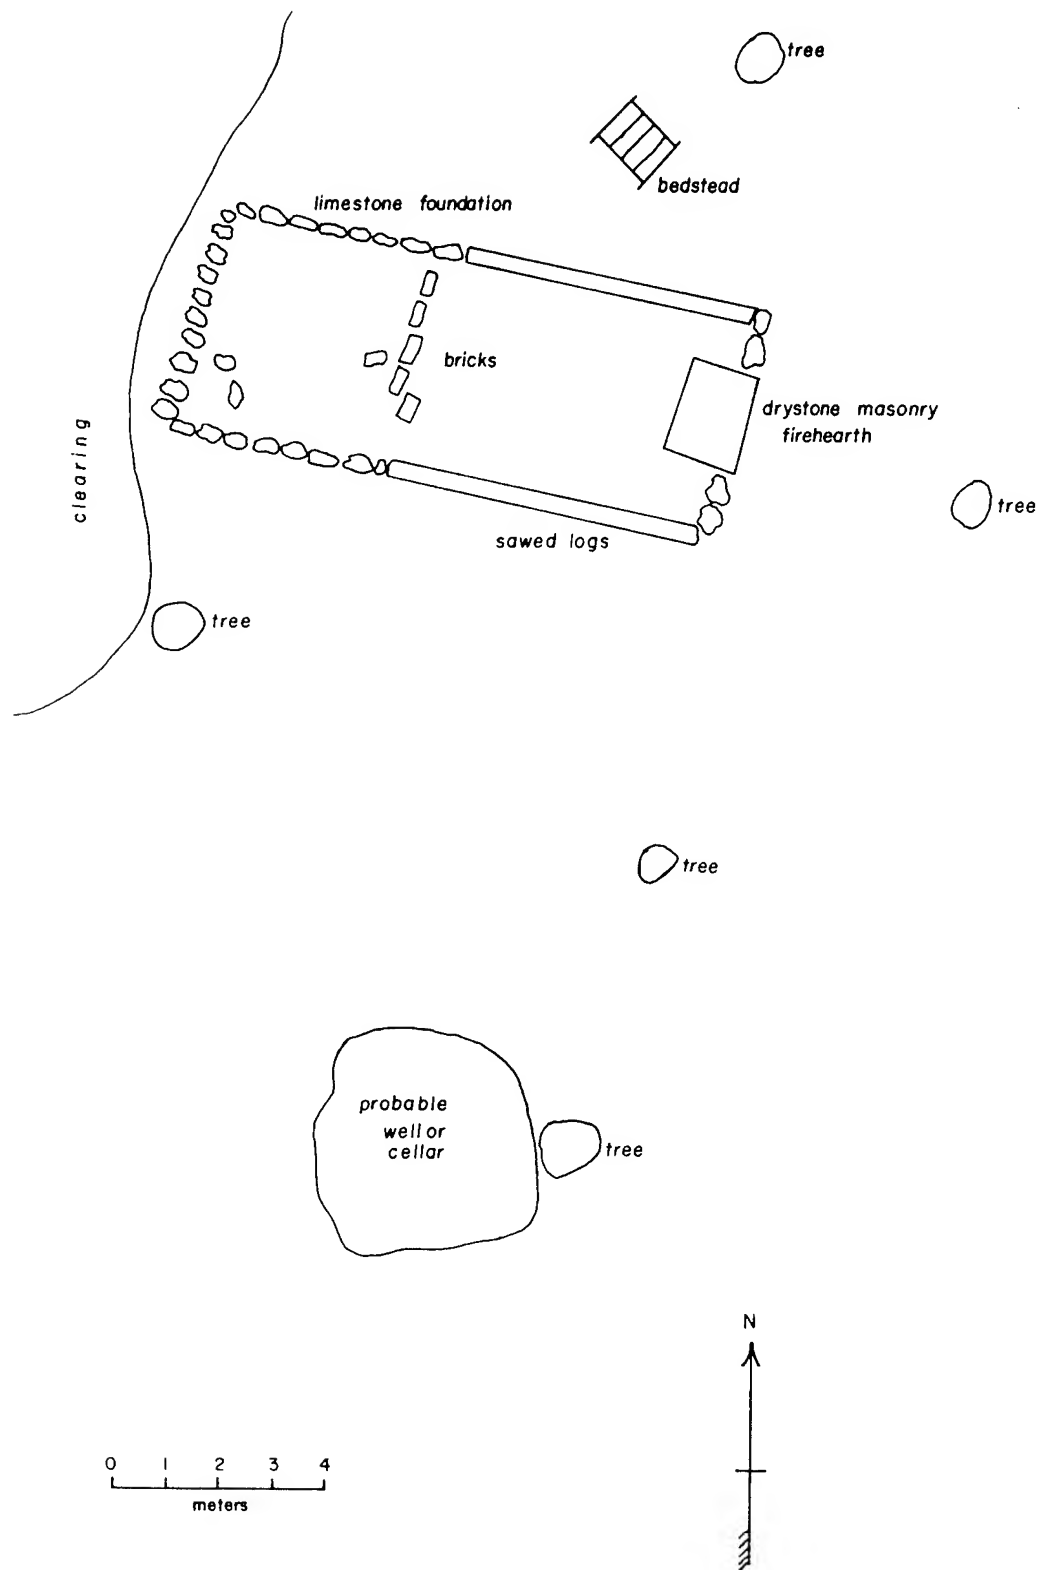 tree
bedstead
limestone foundation
bricks
drystone masonry
firehearth
clearing
tree
sawed logs
tree
tree
probable
well or
cellar
tree
N
0 1 2 3 4
meters